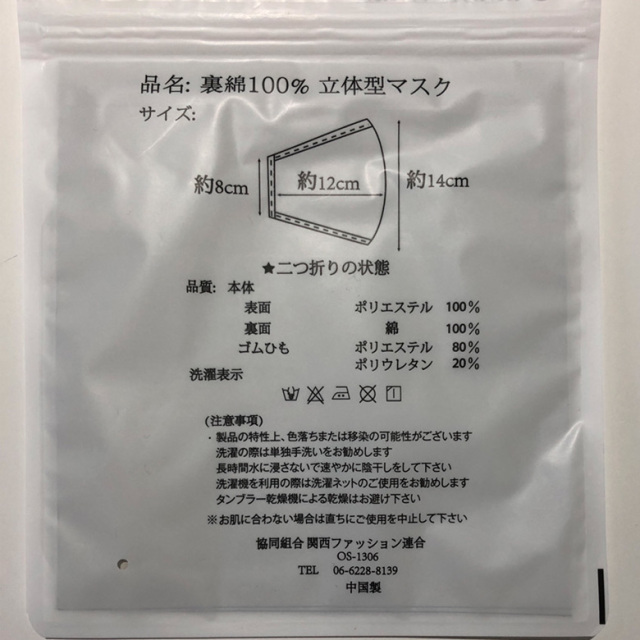 品名: 裏綿100% 立体型マスク
サイズ:
約8cm 約12cm 約14cm
★二つ折りの状態
品質: 本体
表面 ポリエステル 100%
裏面 綿 100%
ゴムひも ポリエステル 80%
ポリウレタン 20%
洗濯表示
(注意事項)
・製品の特性上、色落ちまたは移染の可能性がございます
洗濯の際は単独手洗いをお勧めします
長時間水に浸さないで速やかに陰干しをして下さい
洗濯機を利用の際は洗濯ネットのご使用をお勧めします
タンブラー乾燥機による乾燥はお避け下さい
※お肌に合わない場合は直ちにご使用を中止して下さい
協同組合 関西ファッション連合
OS-1306
TEL 06-6228-8139
中国製